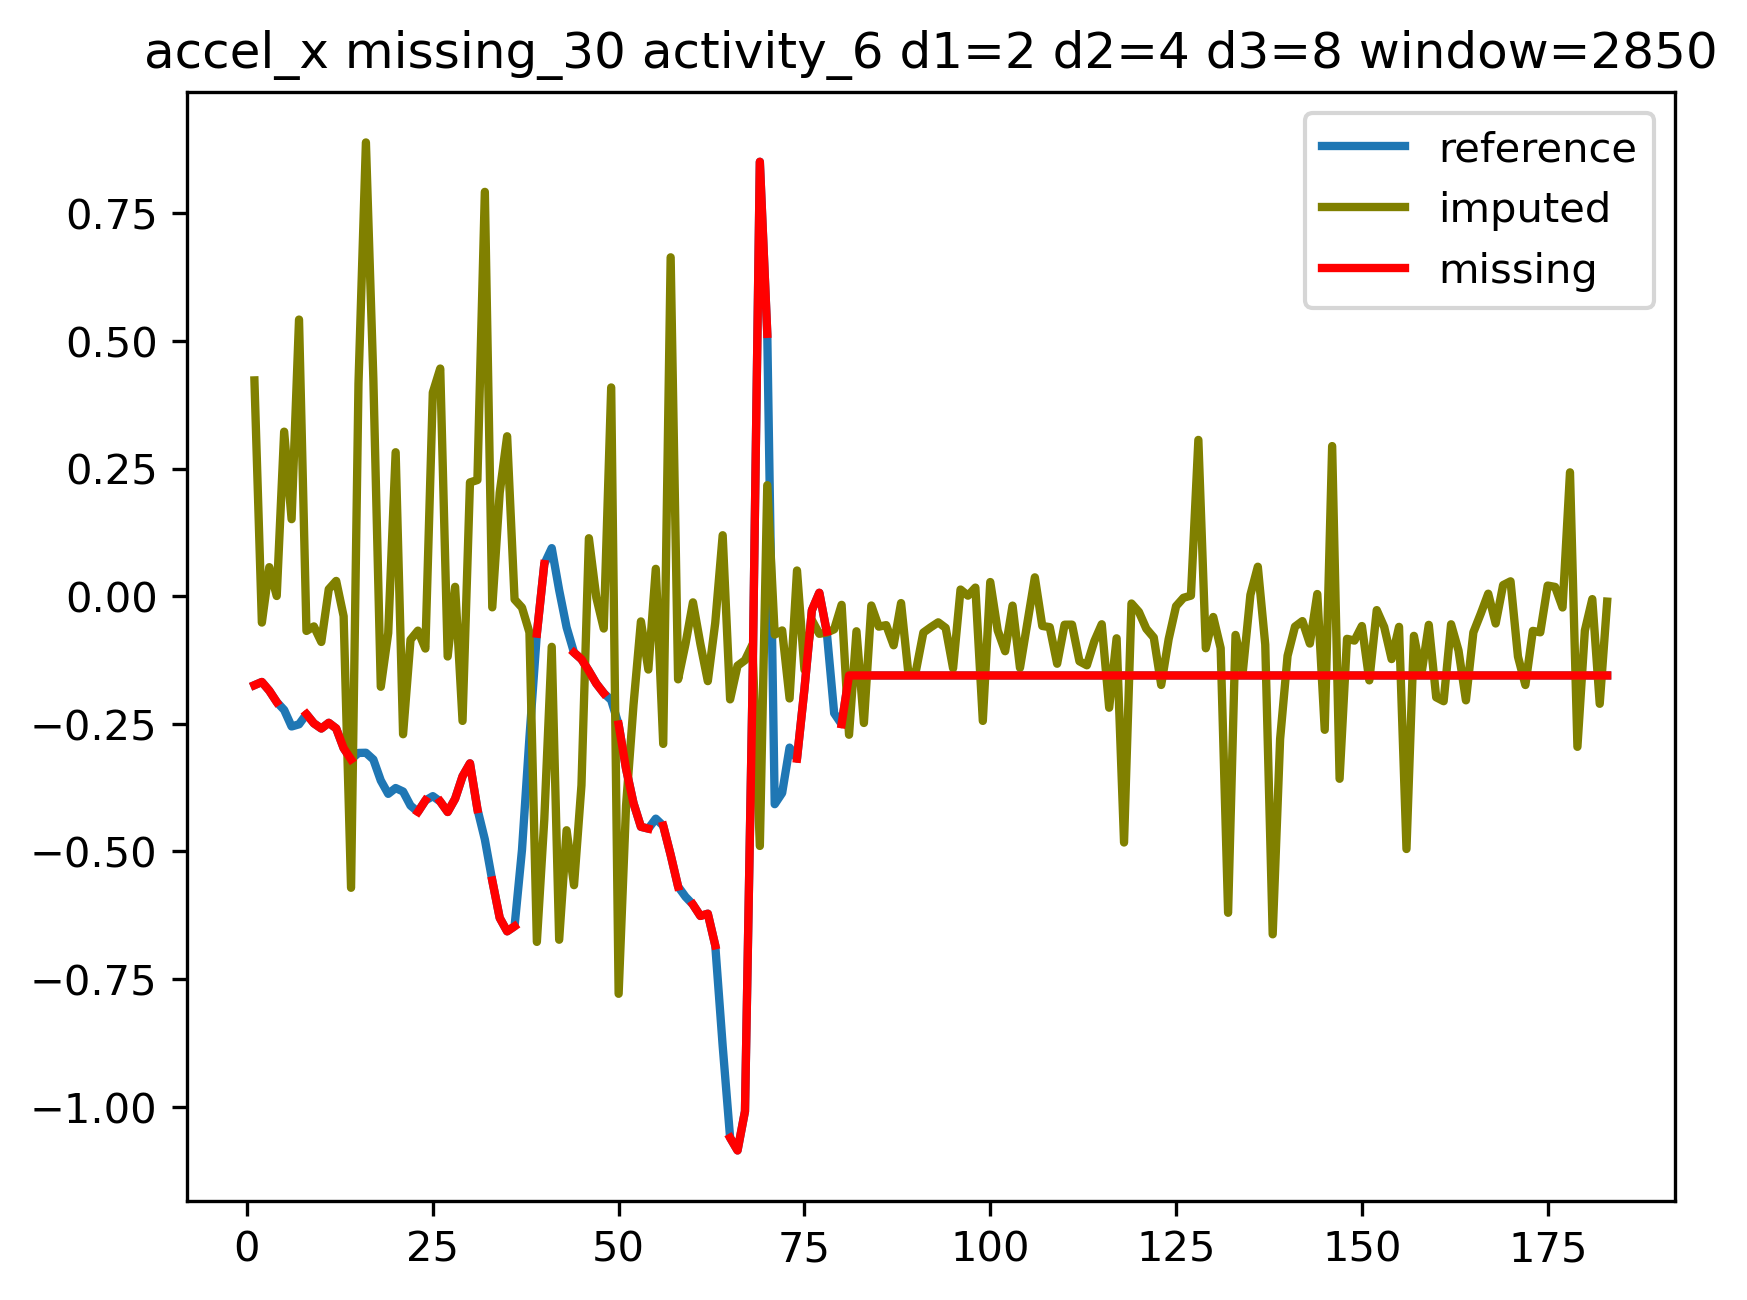 accel_x missing_30 activity_6 d1=2 d2=4 d3=8 window=2850
reference
imputed
missing
0.75
0.50
0.25
0.00
−0.25
−0.50
−0.75
−1.00
0 25 50 75 100 125 150 175